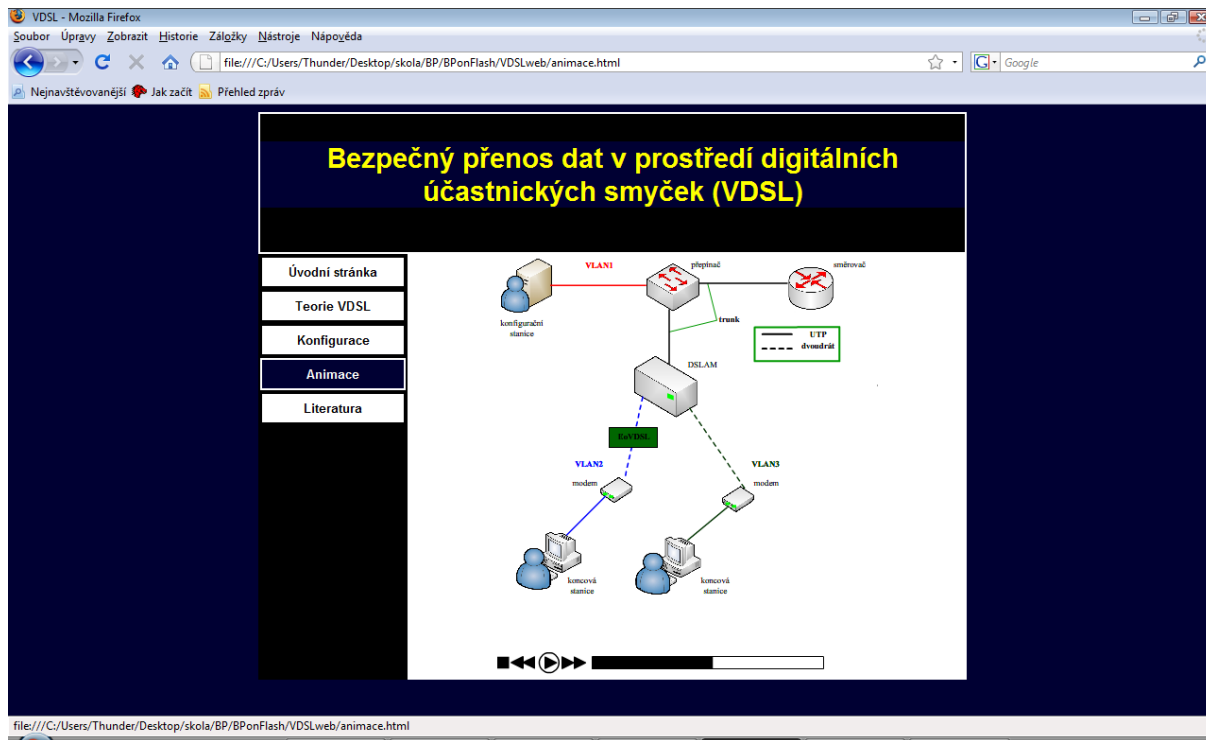 VDSL - Mozilla Firefox
Soubor Úpravy Zobrazit Historie Záložky Nástroje Nápověda
file:///C:/Users/Thunder/Desktop/skola/BP/BPonFlash/VDSLweb/animace.html
G Google
Nejnavštěvovanější Jak začít Přehled zpráv
Bezpečný přenos dat v prostředí digitálních
účastnických smyček (VDSL)
Úvodní stránka
Teorie VDSL
Konfigurace
Animace
Literatura
VLAN1
přepínač
směrovač
konfigurační
stanice
trunk
UTP
dvoudrát
DSLAM
EoVDSL
VLAN2
VLAN3
modem
modem
koncová
stanice
koncová
stanice
file:///C:/Users/Thunder/Desktop/skola/BP/BPonFlash/VDSLweb/animace.html